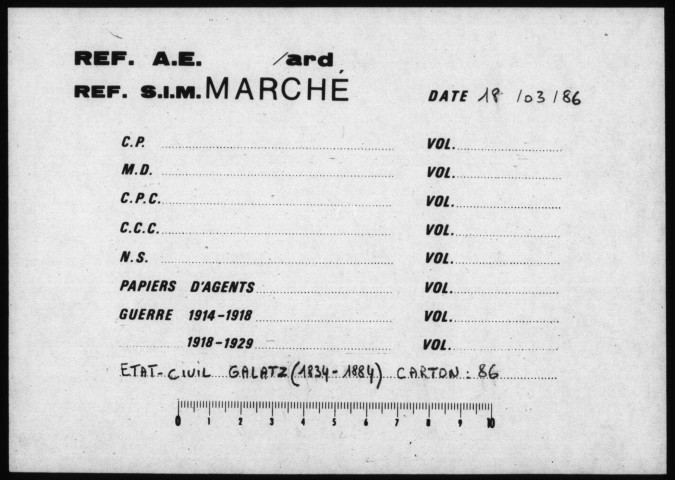 REF. A.E. /ard
REF. S.I.M. MARCHÉ DATE 18 /03/86
C.P. VOL.
M.D. VOL.
C.P.C. VOL.
C.C.C. VOL.
N.S. VOL.
PAPIERS D'AGENTS VOL.
GUERRE 1914-1918 VOL.
1918-1929 VOL.
ETAT-CIVIL GALATZ (1834-1884) CARTON : 86
0 1 2 3 4 5 6 7 8 9 10